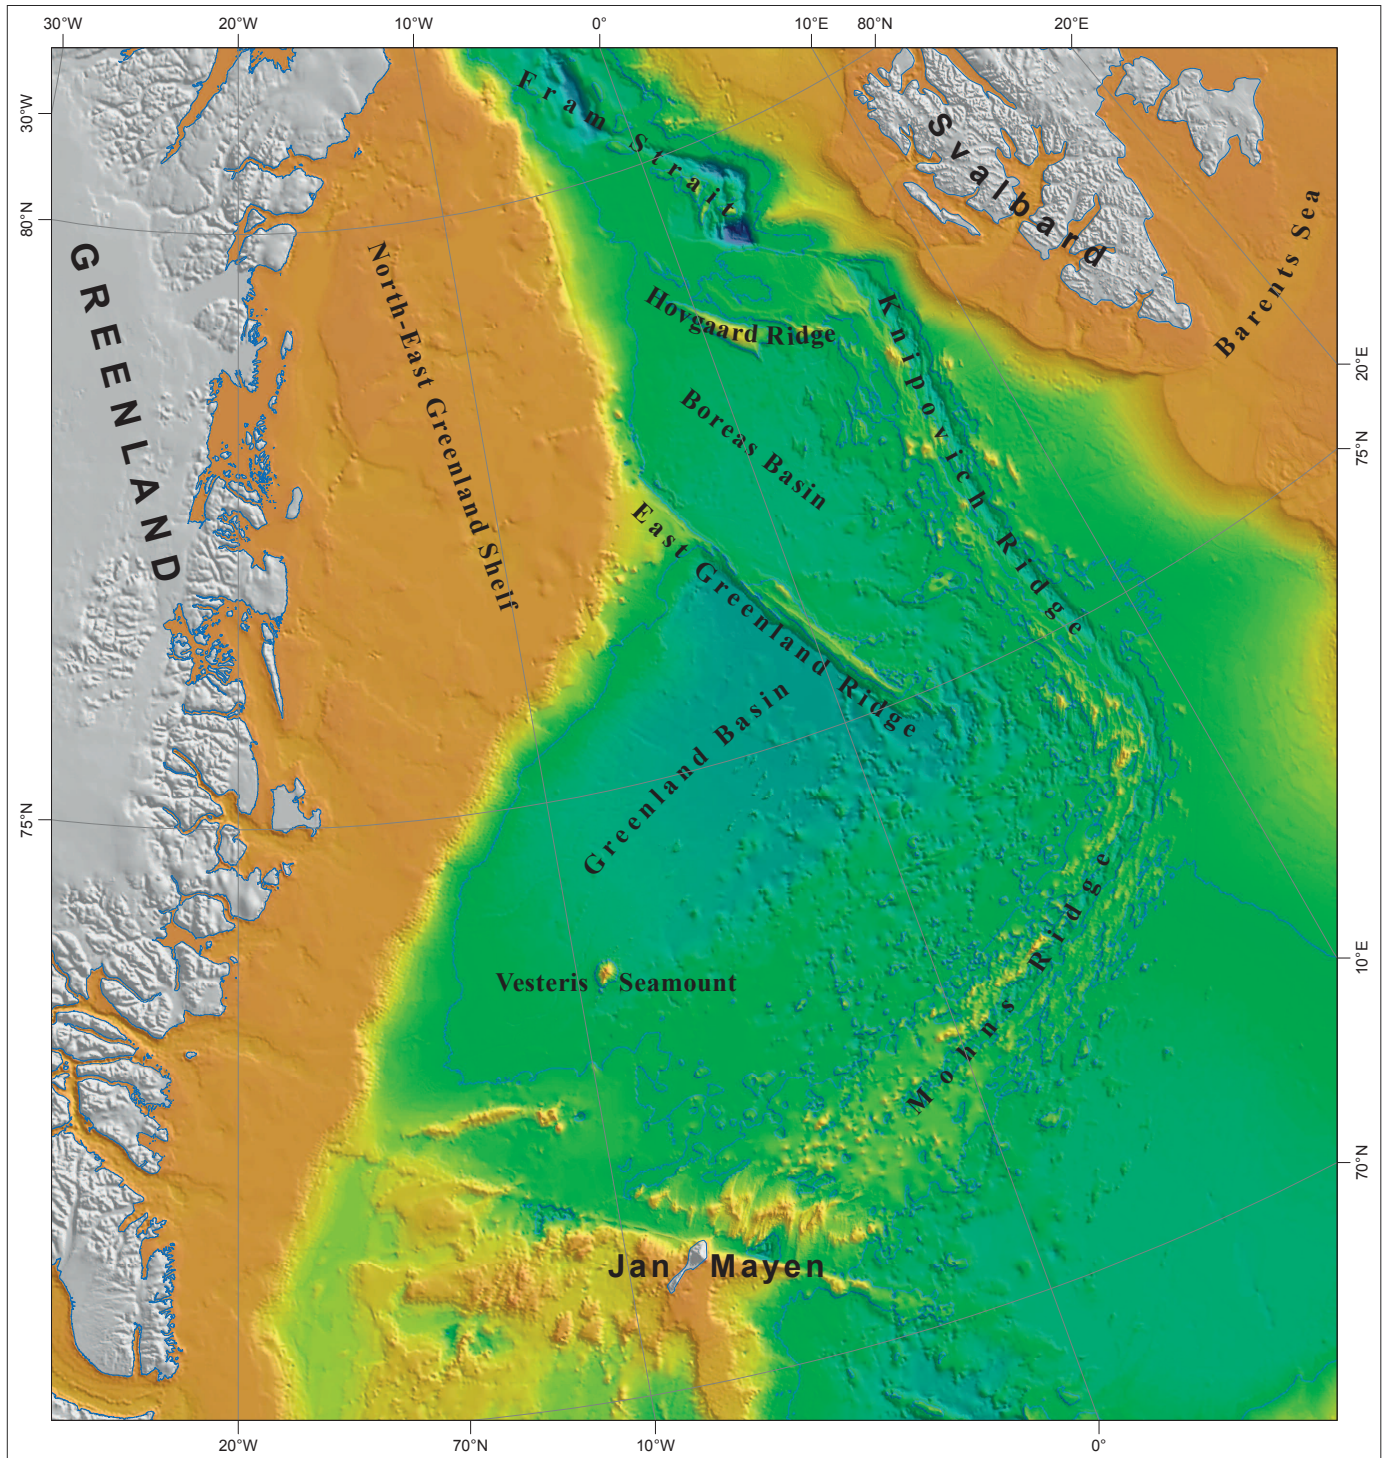 30°W
20°W
10°W
0°
10°E
80°N
20°E
30°W
80°N
75°N
20°E
75°N
10°E
70°N
Fram Strait
Svalbard
Barents Sea
GREENLAND
North-East Greenland Shelf
Hovgaard Ridge
Knipovich Ridge
Boreas Basin
East Greenland Ridge
Greenland Basin
Mohns Ridge
Vesteris Seamount
Jan Mayen
20°W
70°N
10°W
0°